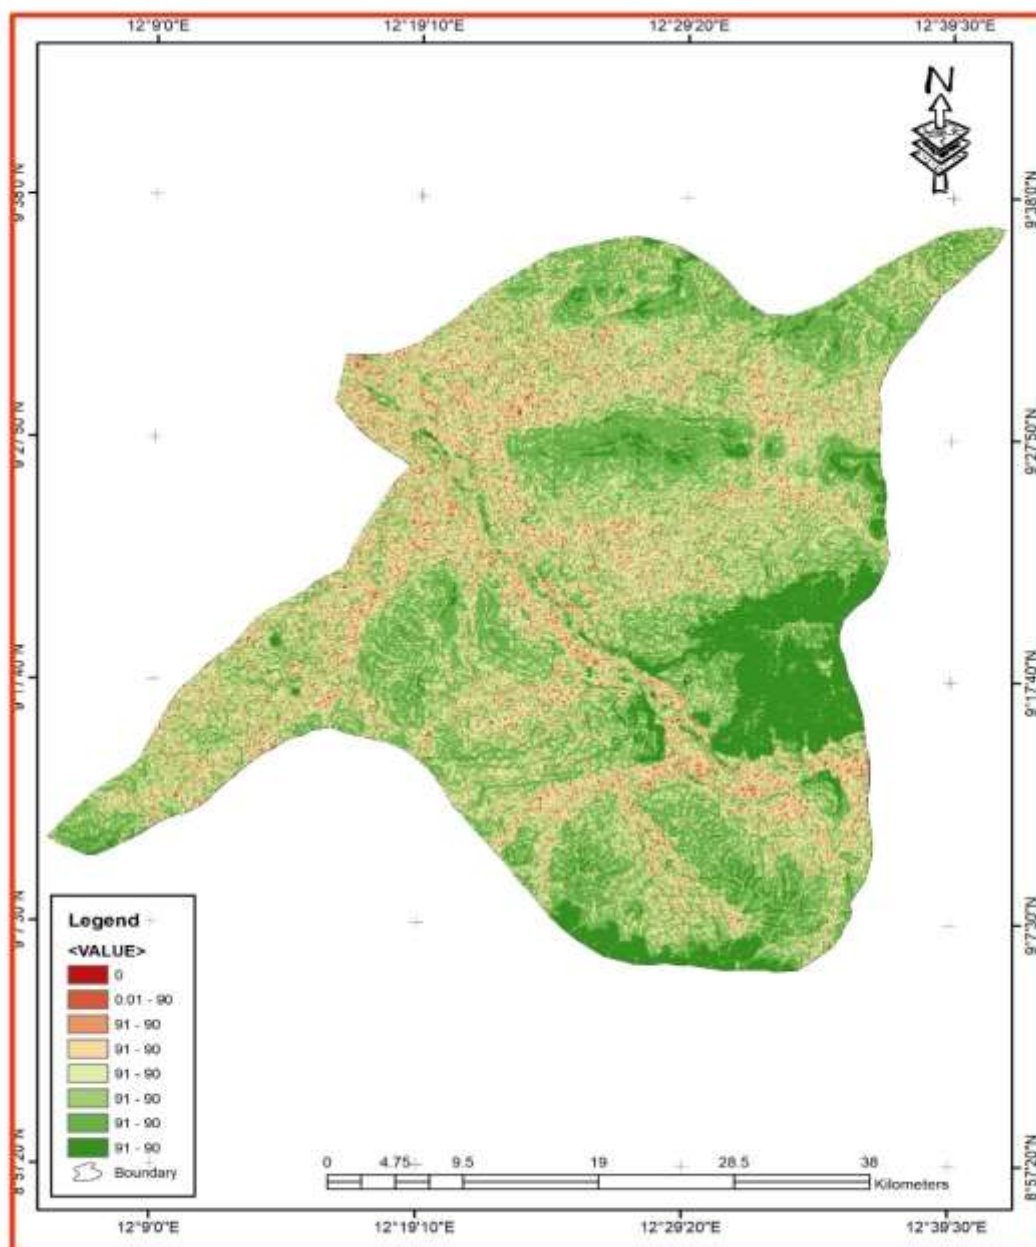 12°9'0"E 12°19'10"E 12°29'20"E 12°39'30"E
N
9°38'0"N 9°38'0"N
9°27'50"N 9°27'50"N
9°17'40"N 9°17'40"N
9°7'30"N 9°7'30"N
8°57'20"N 8°57'20"N
Legend
<VALUE>
0
0.01 - 90
91 - 90
91 - 90
91 - 90
91 - 90
91 - 90
91 - 90
Boundary
0 4.75 9.5 19 28.5 38
Kilometers
12°9'0"E 12°19'10"E 12°29'20"E 12°39'30"E